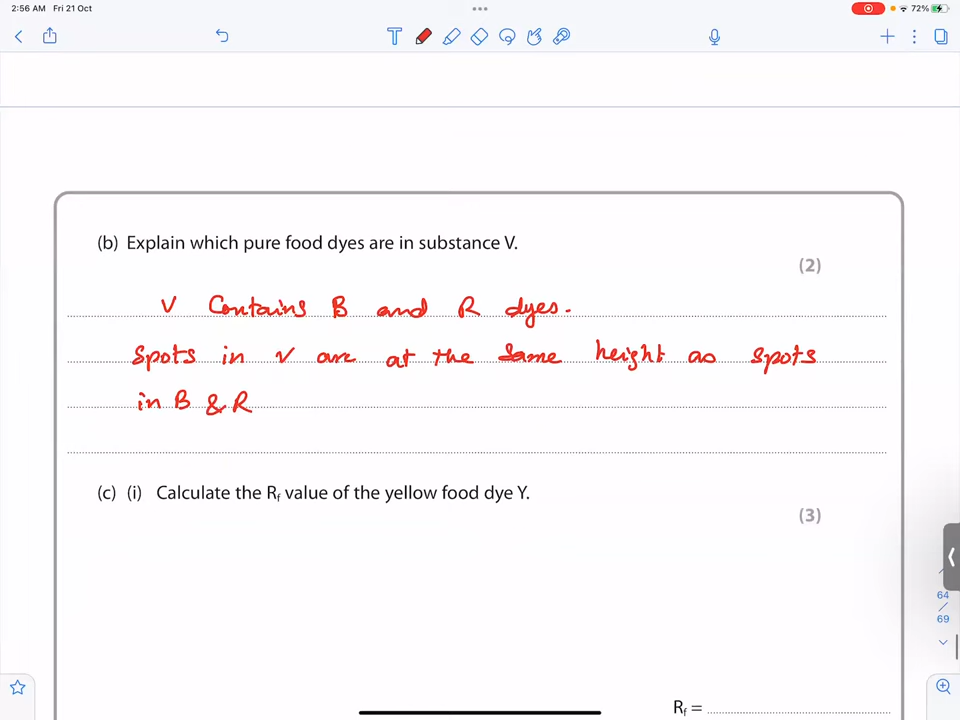 2:56 AM Fri 21 Oct
72%
(b) Explain which pure food dyes are in substance V.
(2)
V Contains B and R dyes.
Spots in V are at the same height as spots
in B & R
(c) (i) Calculate the Rf value of the yellow food dye Y.
(3)
64
/
69
Rf =